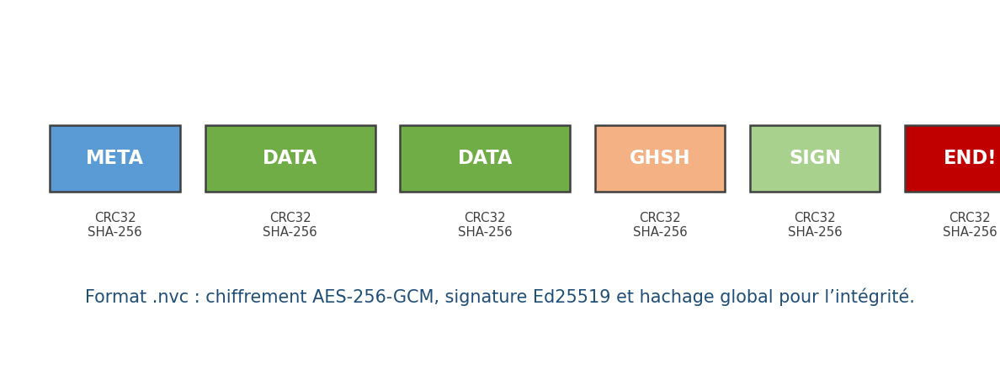 META DATA DATA GHSH SIGN END!
CRC32 CRC32 CRC32 CRC32 CRC32 CRC32
SHA-256 SHA-256 SHA-256 SHA-256 SHA-256 SHA-256
Format .nvc : chiffrement AES-256-GCM, signature Ed25519 et hachage global pour l’intégrité.